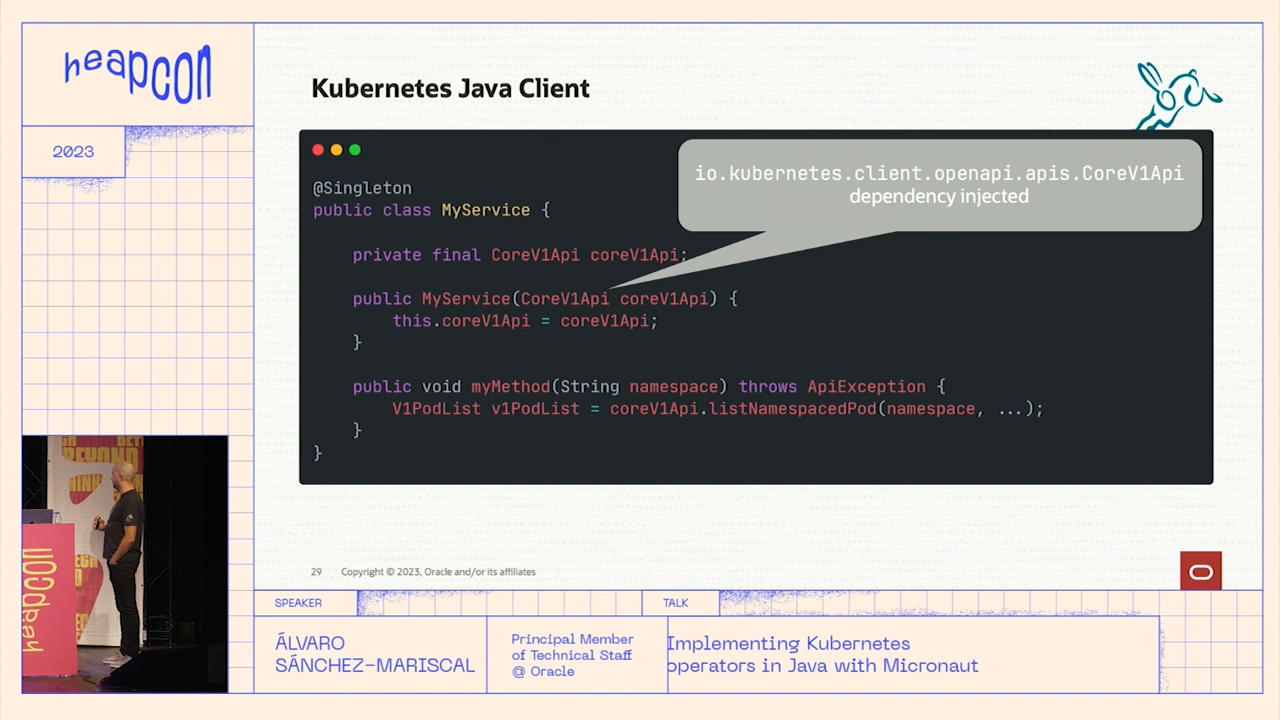 heapcon
2023
Kubernetes Java Client
io.kubernetes.client.openapi.apis.CoreV1Api
dependency injected
@Singleton
public class MyService {
private final CoreV1Api coreV1Api;
public MyService(CoreV1Api coreV1Api) {
this.coreV1Api = coreV1Api;
}
public void myMethod(String namespace) throws ApiException {
V1PodList v1PodList = coreV1Api.listNamespacedPod(namespace, ...);
}
}
29 Copyright © 2023, Oracle and/or its affiliates
BEYOND
heapcon
SPEAKER
ÁLVARO
SÁNCHEZ-MARISCAL
Principal Member
of Technical Staff
@ Oracle
TALK
Implementing Kubernetes
operators in Java with Micronaut